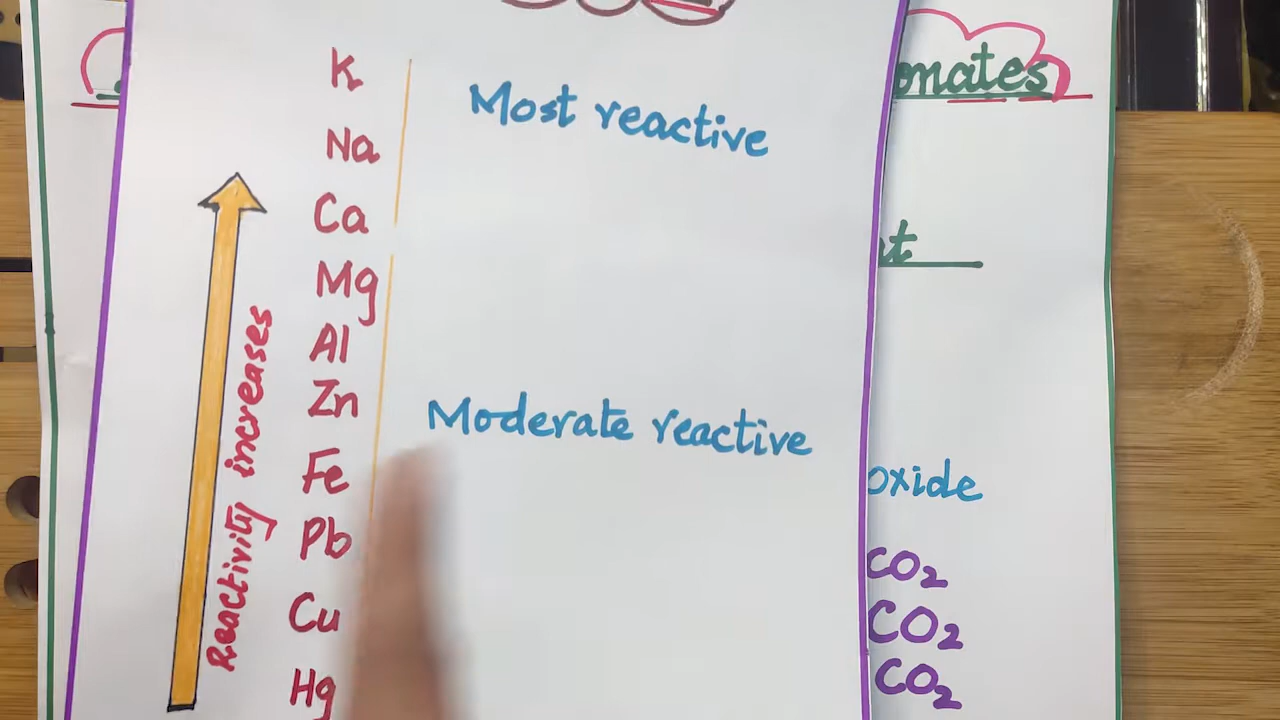 K
Most reactive
Na
Ca
Mg
Al
Zn
Moderate reactive
Fe
Pb
Cu
Hg
Reactivity increases
onates
t
oxide
CO2
CO2
CO2